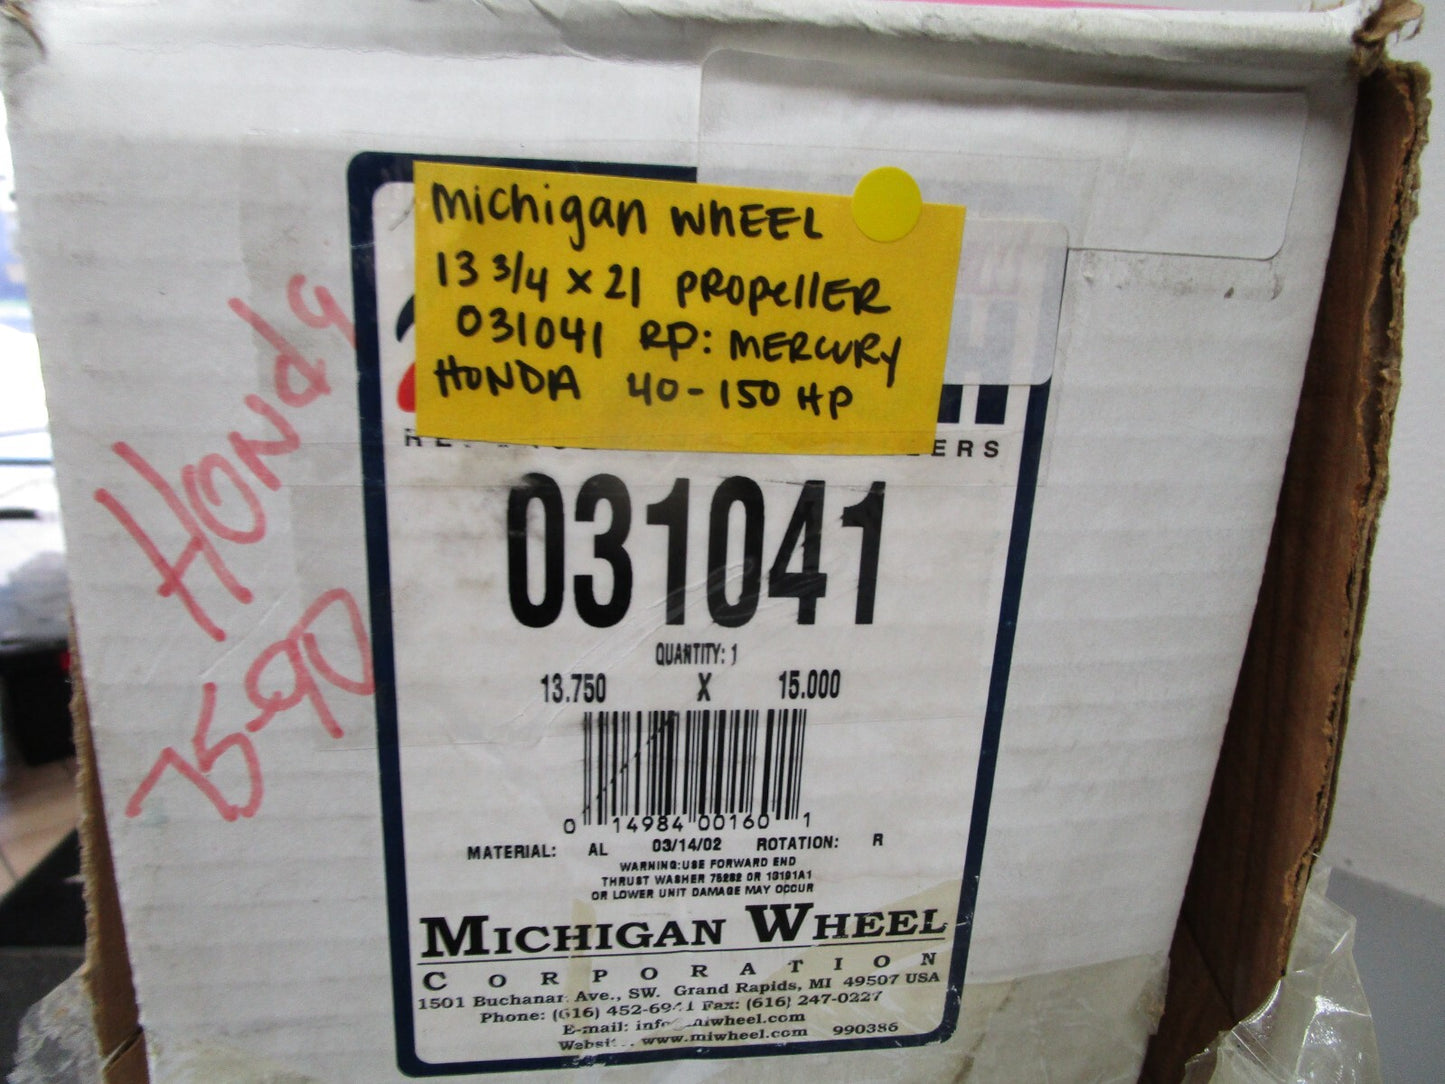 Michigan WHEEL
13 3/4 x 21 PROPellER
031041 RP: MERCURY
HONDA 40-150 HP
Honda
75-90
ERS
031041
QUANTITY: 1
13.750 X 15.000
0 14984 00160 1
MATERIAL: AL 03/14/02 ROTATION: R
WARNING:USE FORWARD END
THRUST WASHER 75282 OR 13191A1
OR LOWER UNIT DAMAGE MAY OCCUR
MICHIGAN WHEEL
CORPORATION
1501 Buchanan Ave., SW. Grand Rapids, MI 49507 USA
Phone: (616) 452-6941 Fax: (616) 247-0227
E-mail:
www.miwheel.com 990386